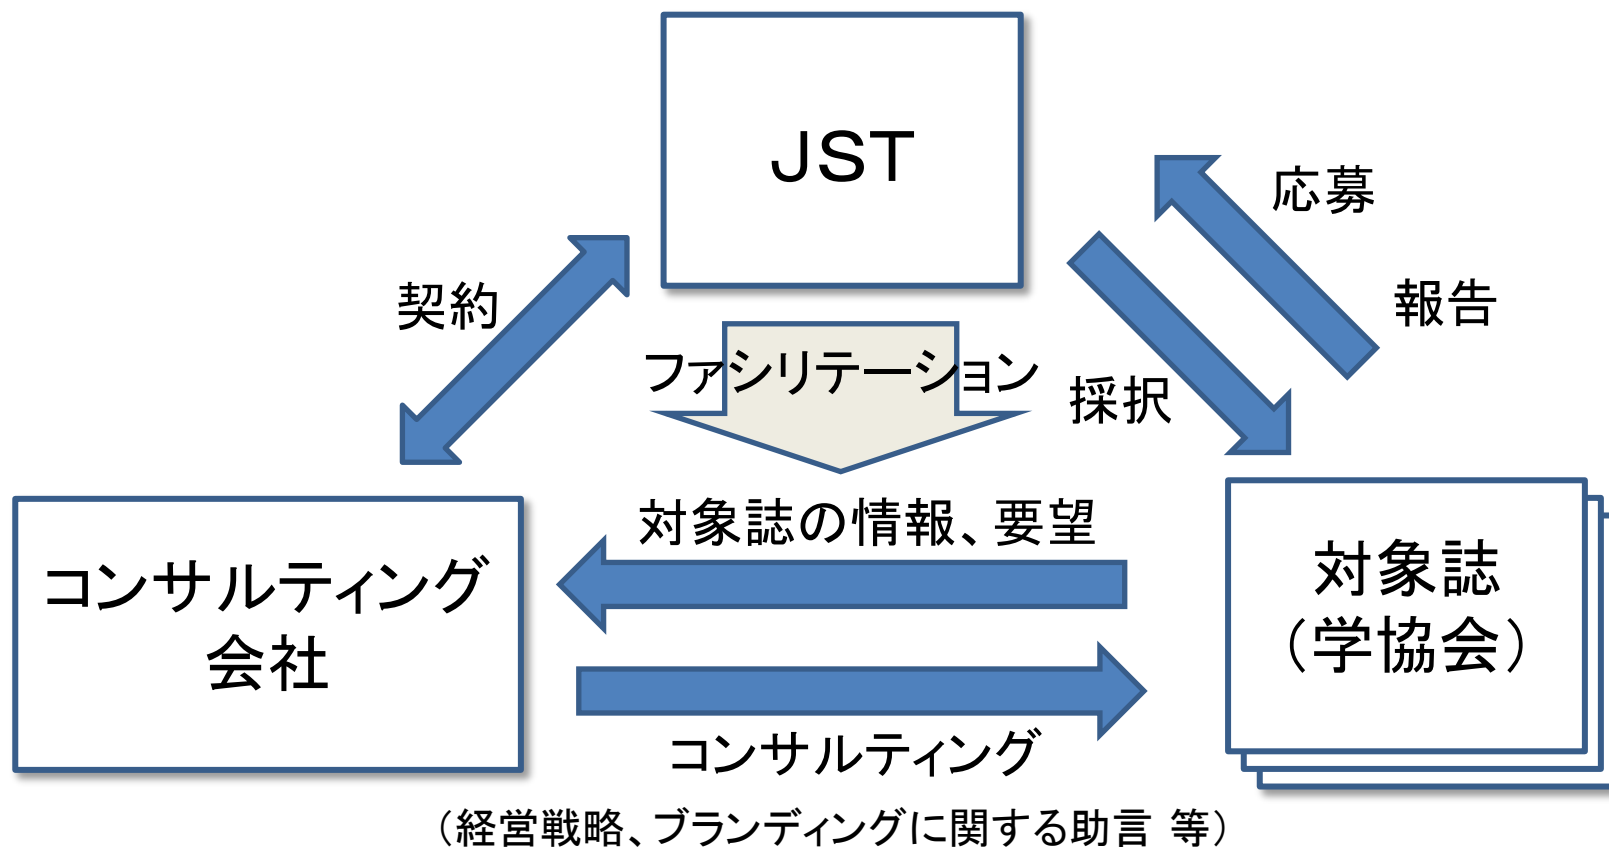 JST
応募
報告
契約
ファシリテーション
採択
対象誌の情報、要望
コンサルティング
会社
対象誌
（学協会）
コンサルティング
（経営戦略、ブランディングに関する助言 等）